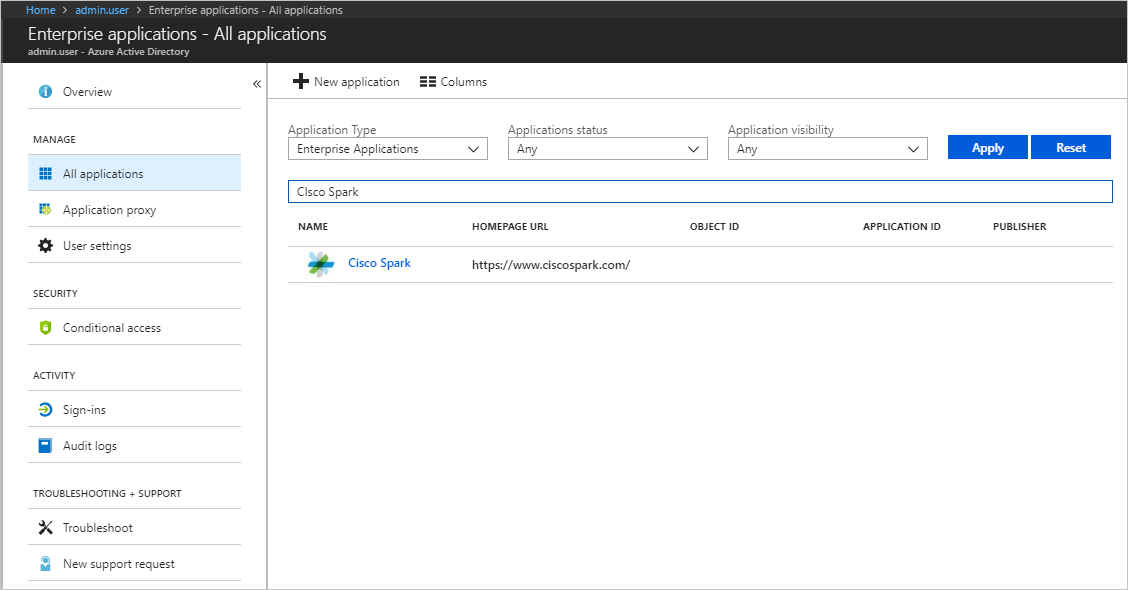 Home > admin.user > Enterprise applications - All applications
Enterprise applications - All applications
admin.user - Azure Active Directory
«
Overview
MANAGE
All applications
Application proxy
User settings
SECURITY
Conditional access
ACTIVITY
Sign-ins
Audit logs
TROUBLESHOOTING + SUPPORT
Troubleshoot
New support request
New application Columns
Application Type Applications status Application visibility
Enterprise Applications Any Any Apply Reset
CIsco Spark
NAME HOMEPAGE URL OBJECT ID APPLICATION ID PUBLISHER
Cisco Spark https://www.ciscospark.com/